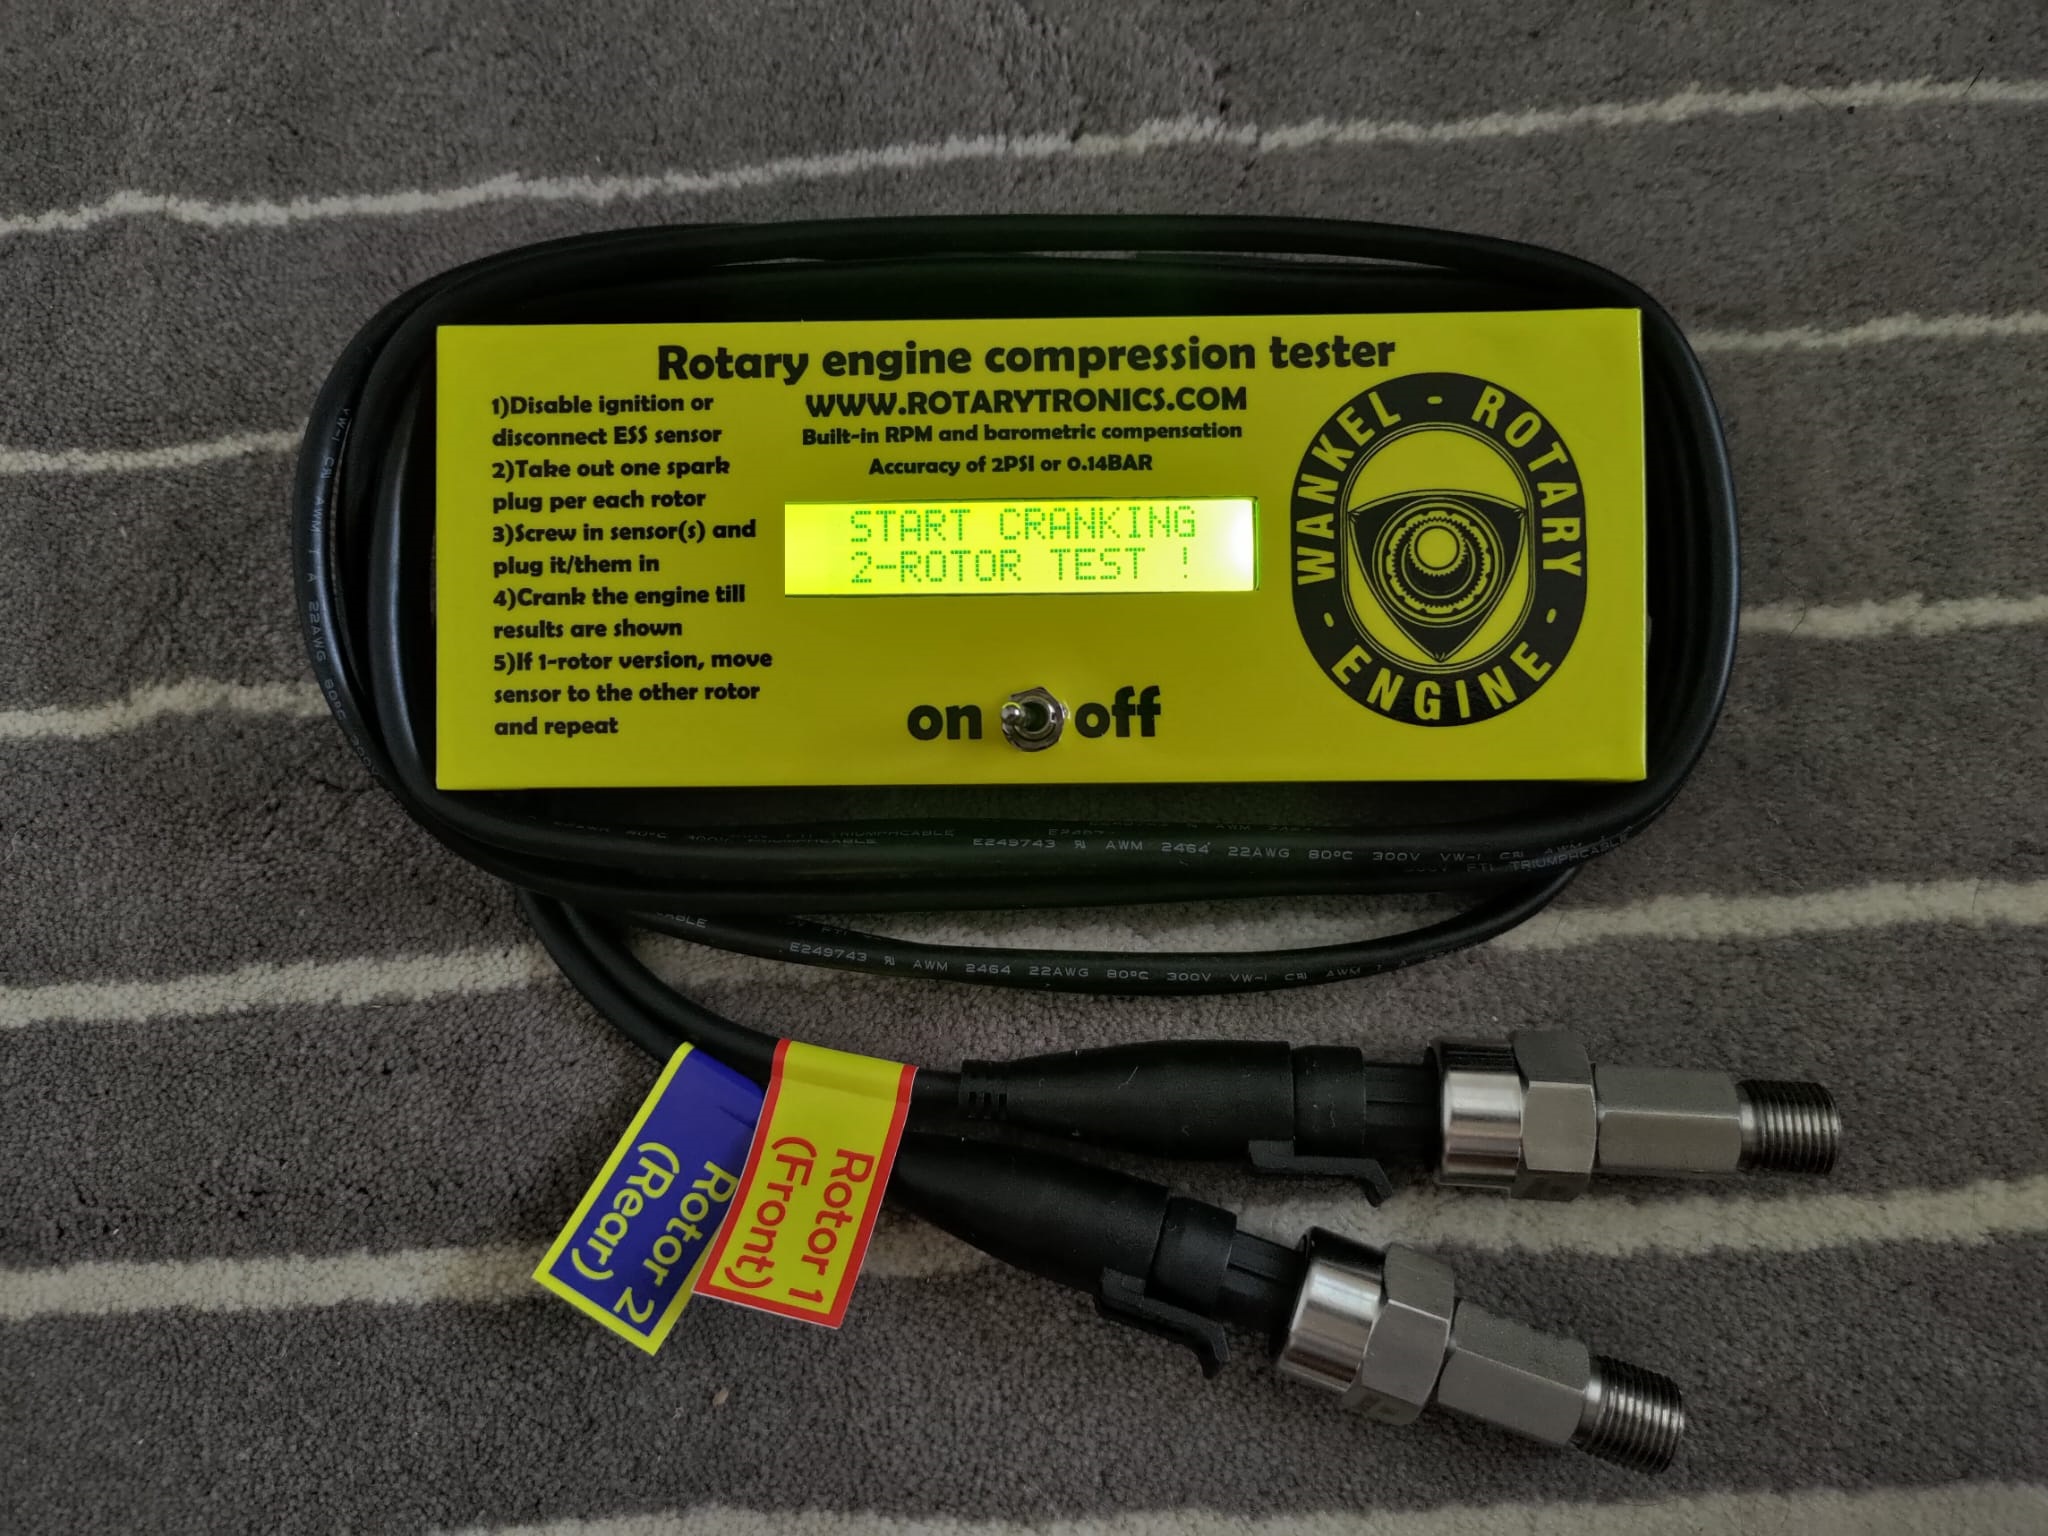 Rotary engine compression tester
WWW.ROTARYTRONICS.COM
Built-in RPM and barometric compensation
Accuracy of 2PSI or 0.14BAR
1)Disable ignition or
disconnect ESS sensor
2)Take out one spark
plug per each rotor
3)Screw in sensor(s) and
plug it/them in
4)Crank the engine till
results are shown
5)If 1-rotor version, move
sensor to the other rotor
and repeat
START CRANKING
2-ROTOR TEST !
on off
WANKEL - ROTARY - ENGINE -
E249743 AWM 2464 22AWG 80°C 300V VW-1
TRIUMPHCABLE
E249743 AWM 2464 22AWG 80°C 300V VW-1
AWM
22AWG 80°C 300V
Rotor 1
(Front)
Rotor 2
(Rear)